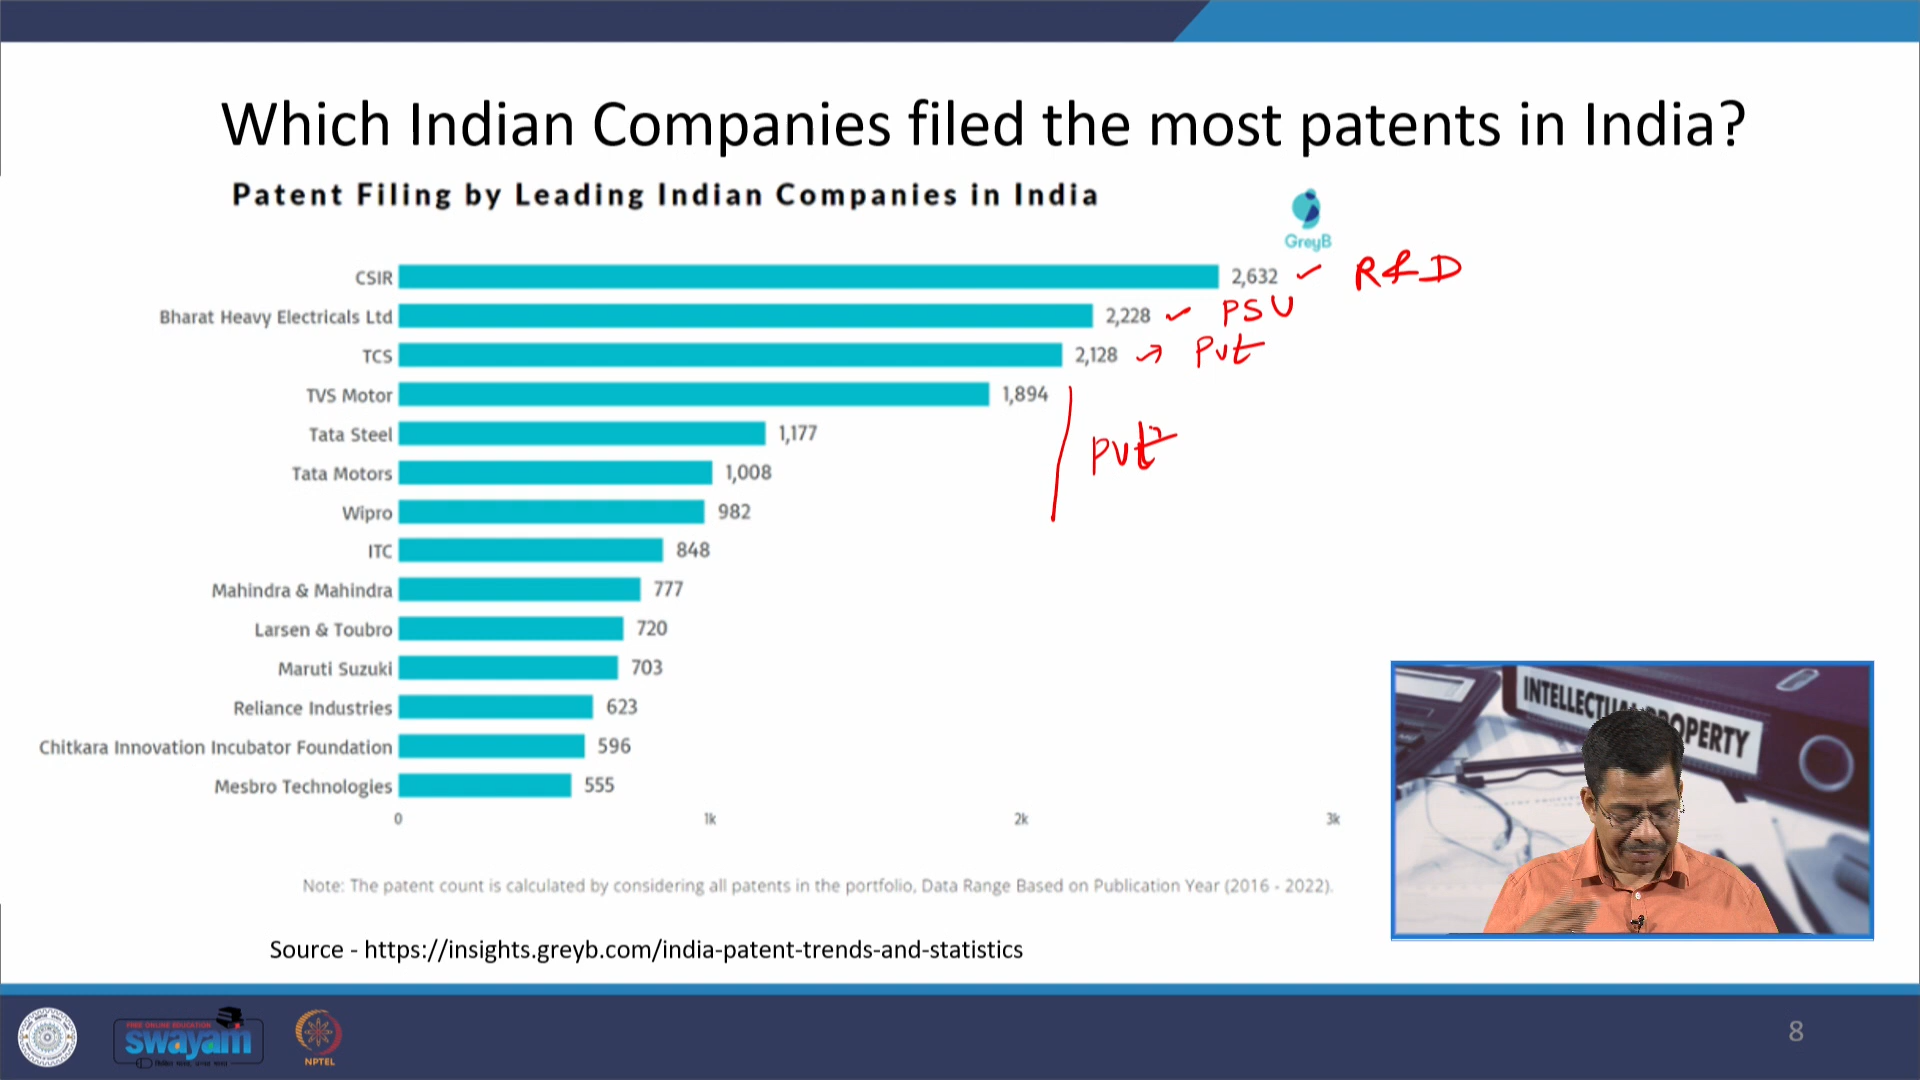 Which Indian Companies filed the most patents in India?
Patent Filing by Leading Indian Companies in India
GreyB
CSIR 2,632 R&D
Bharat Heavy Electricals Ltd 2,228 PSU
TCS 2,128 Pvt
TVS Motor 1,894
Tata Steel 1,177 Pvt
Tata Motors 1,008
Wipro 982
ITC 848
Mahindra & Mahindra 777
Larsen & Toubro 720
Maruti Suzuki 703
Reliance Industries 623
Chitkara Innovation Incubator Foundation 596
Mesbro Technologies 555
0 1k 2k 3k
INTELLECTUAL PROPERTY
Note: The patent count is calculated by considering all patents in the portfolio, Data Range Based on Publication Year (2016 - 2022).
Source - https://insights.greyb.com/india-patent-trends-and-statistics
FREE ONLINE EDUCATION
swayam
NPTEL
8